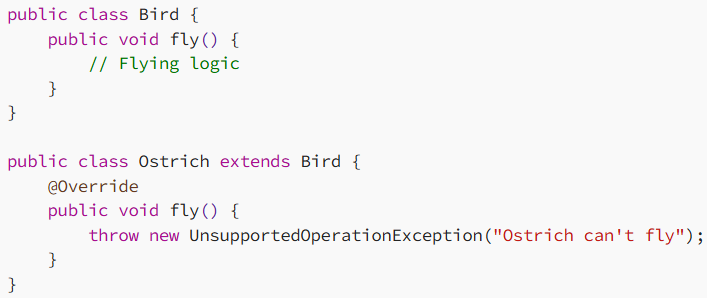 public class Bird {
    public void fly() {
        // Flying logic
    }
}

public class Ostrich extends Bird {
    @Override
    public void fly() {
        throw new UnsupportedOperationException("Ostrich can't fly");
    }
}